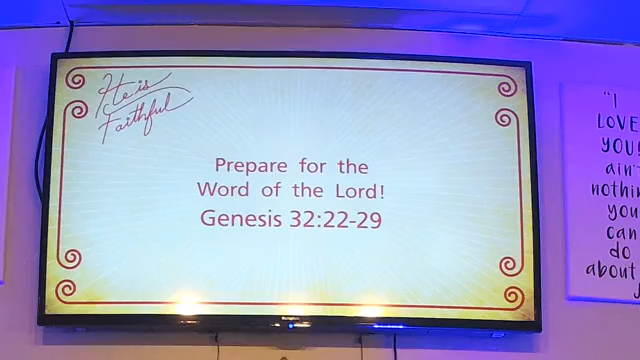 He is
Faithful
Prepare for the
Word of the Lord!
Genesis 32:22-29
"I
LOVE
YOU!
ain't
nothin
you
can
do
about